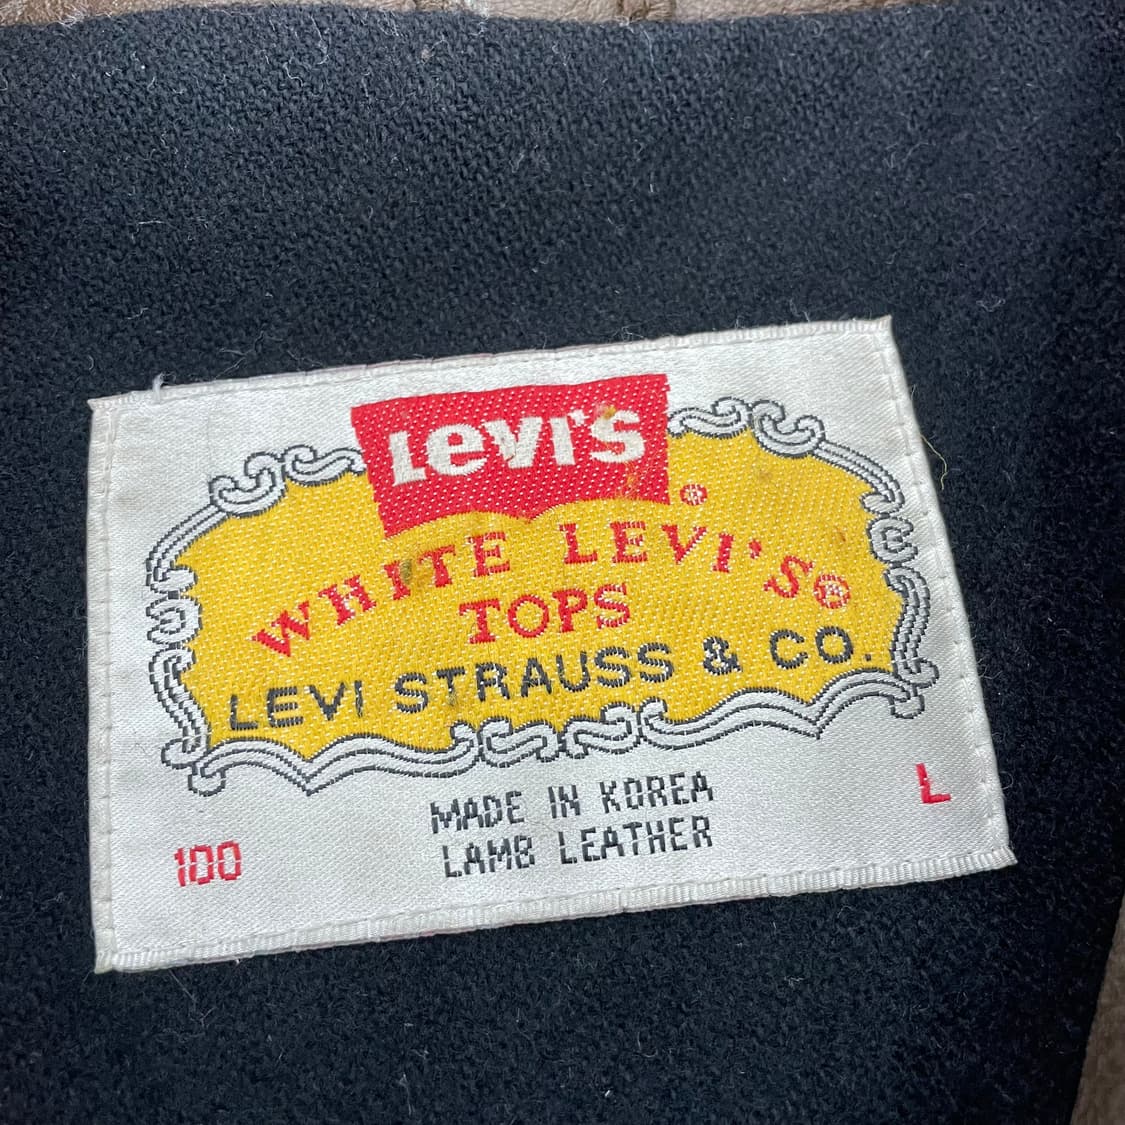 Levi's®
WHITE LEVI'S®
TOPS
LEVI STRAUSS & CO.
MADE IN KOREA
LAMB LEATHER
100
L